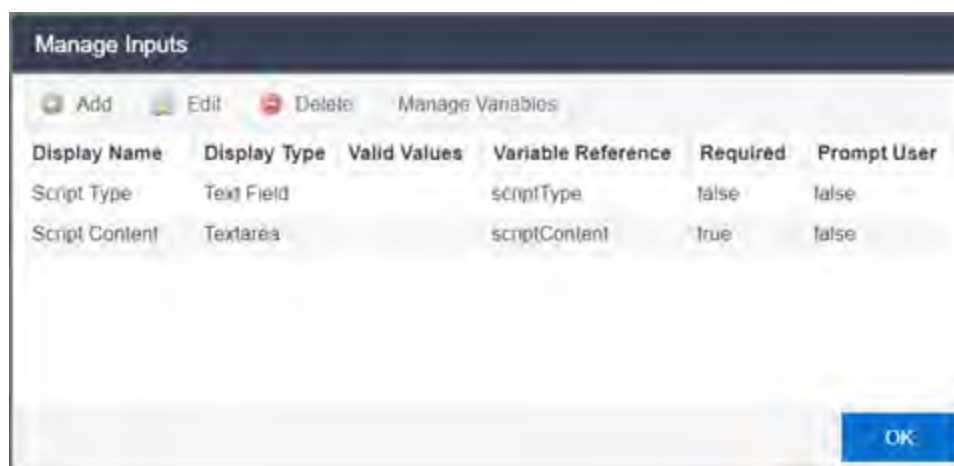 Manage Inputs
Add Edit Delete Manage Variables
Display Name Display Type Valid Values Variable Reference Required Prompt User
Script Type Text Field scriptType false false
Script Content Textarea scriptContent true false
OK